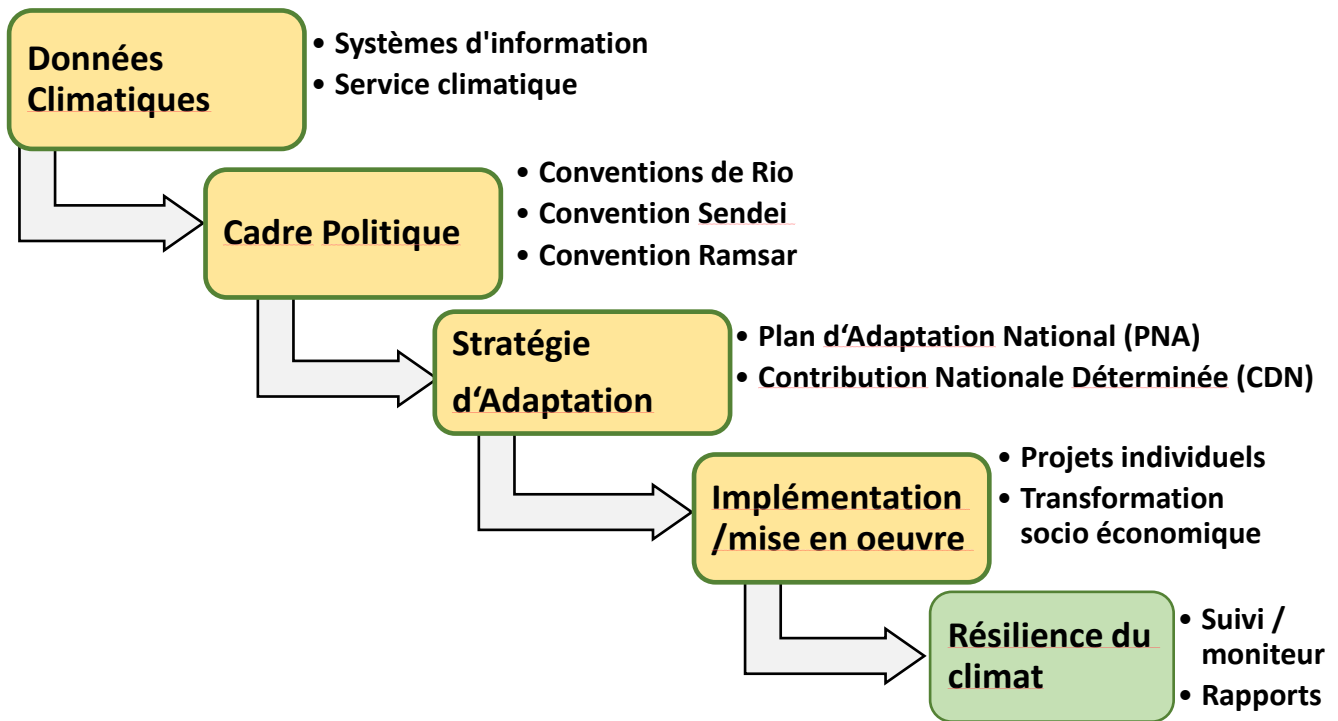 Données
Climatiques
• Systèmes d'information
• Service climatique
Cadre Politique
• Conventions de Rio
• Convention Sendei
• Convention Ramsar
Stratégie
d‘Adaptation
• Plan d‘Adaptation National (PNA)
• Contribution Nationale Déterminée (CDN)
Implémentation
/mise en oeuvre
• Projets individuels
• Transformation
socio économique
Résilience du
climat
• Suivi /
moniteur
• Rapports